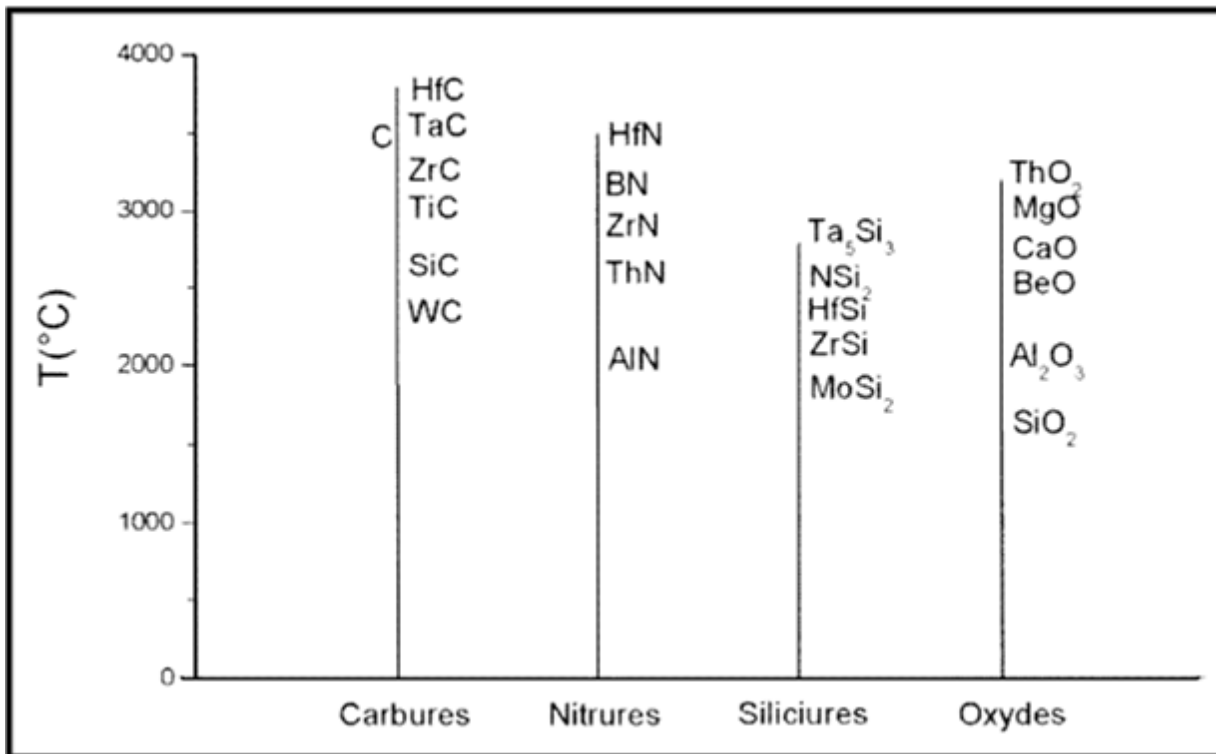 4000
3000
2000
1000
0
T(°C)
HfC
C
TaC
ZrC
TiC
SiC
WC
HfN
BN
ZrN
ThN
AlN
Ta₅Si₃
NSi₂
HfSi
ZrSi
MoSi₂
ThO₂
MgO
CaO
BeO
Al₂O₃
SiO₂
Carbures
Nitrures
Siliciures
Oxydes